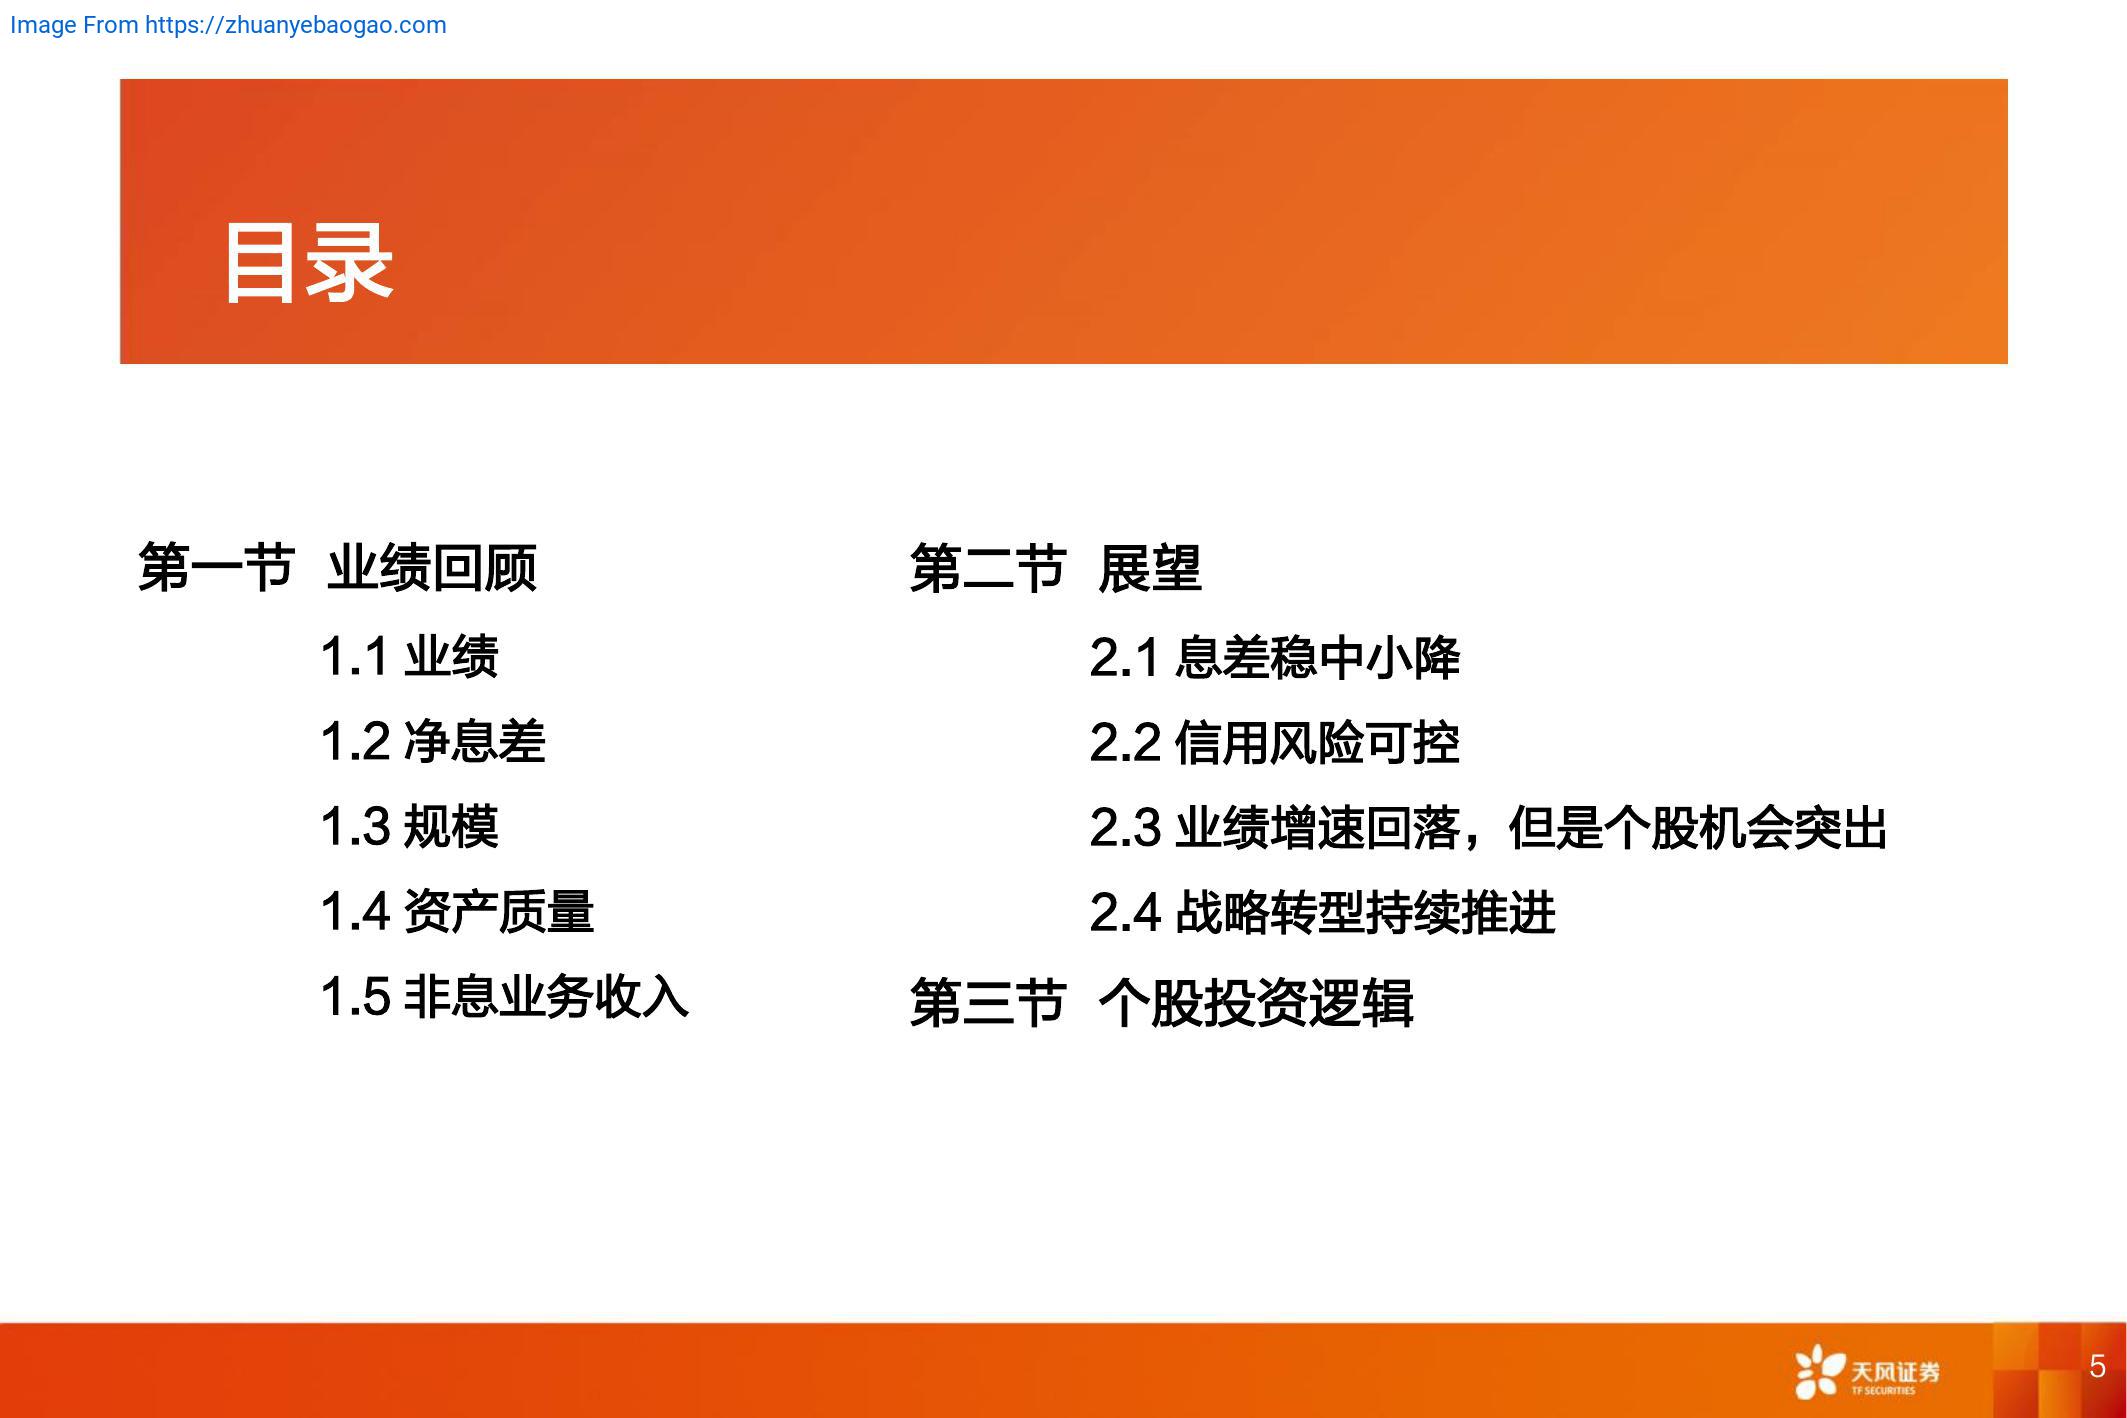 Image From https://zhuanyebaogao.com
目录
第一节 业绩回顾
1.1 业绩
1.2 净息差
1.3 规模
1.4 资产质量
1.5 非息业务收入
第二节 展望
2.1 息差稳中小降
2.2 信用风险可控
2.3 业绩增速回落，但是个股机会突出
2.4 战略转型持续推进
第三节 个股投资逻辑
天风证券
TF SECURITIES
5